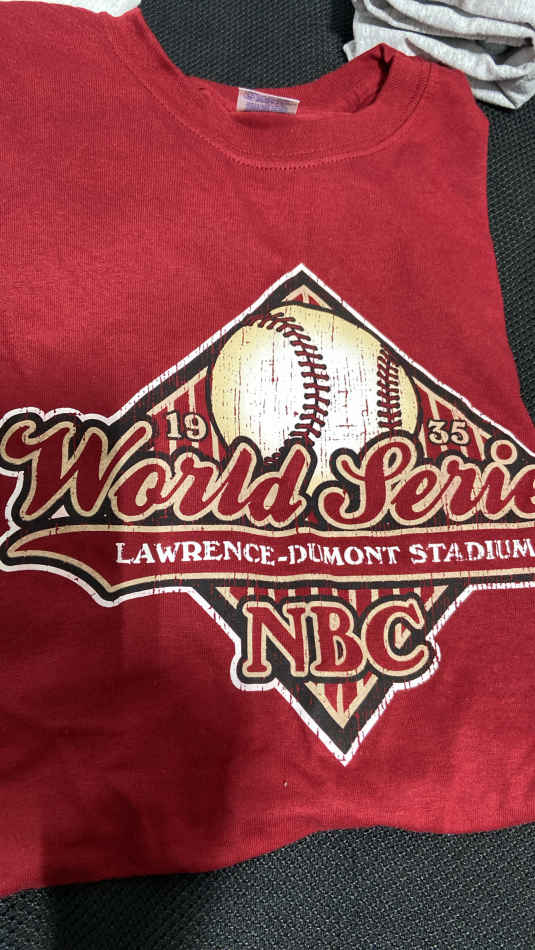 19 35
World Serie
LAWRENCE-DUMONT STADIUM
NBC